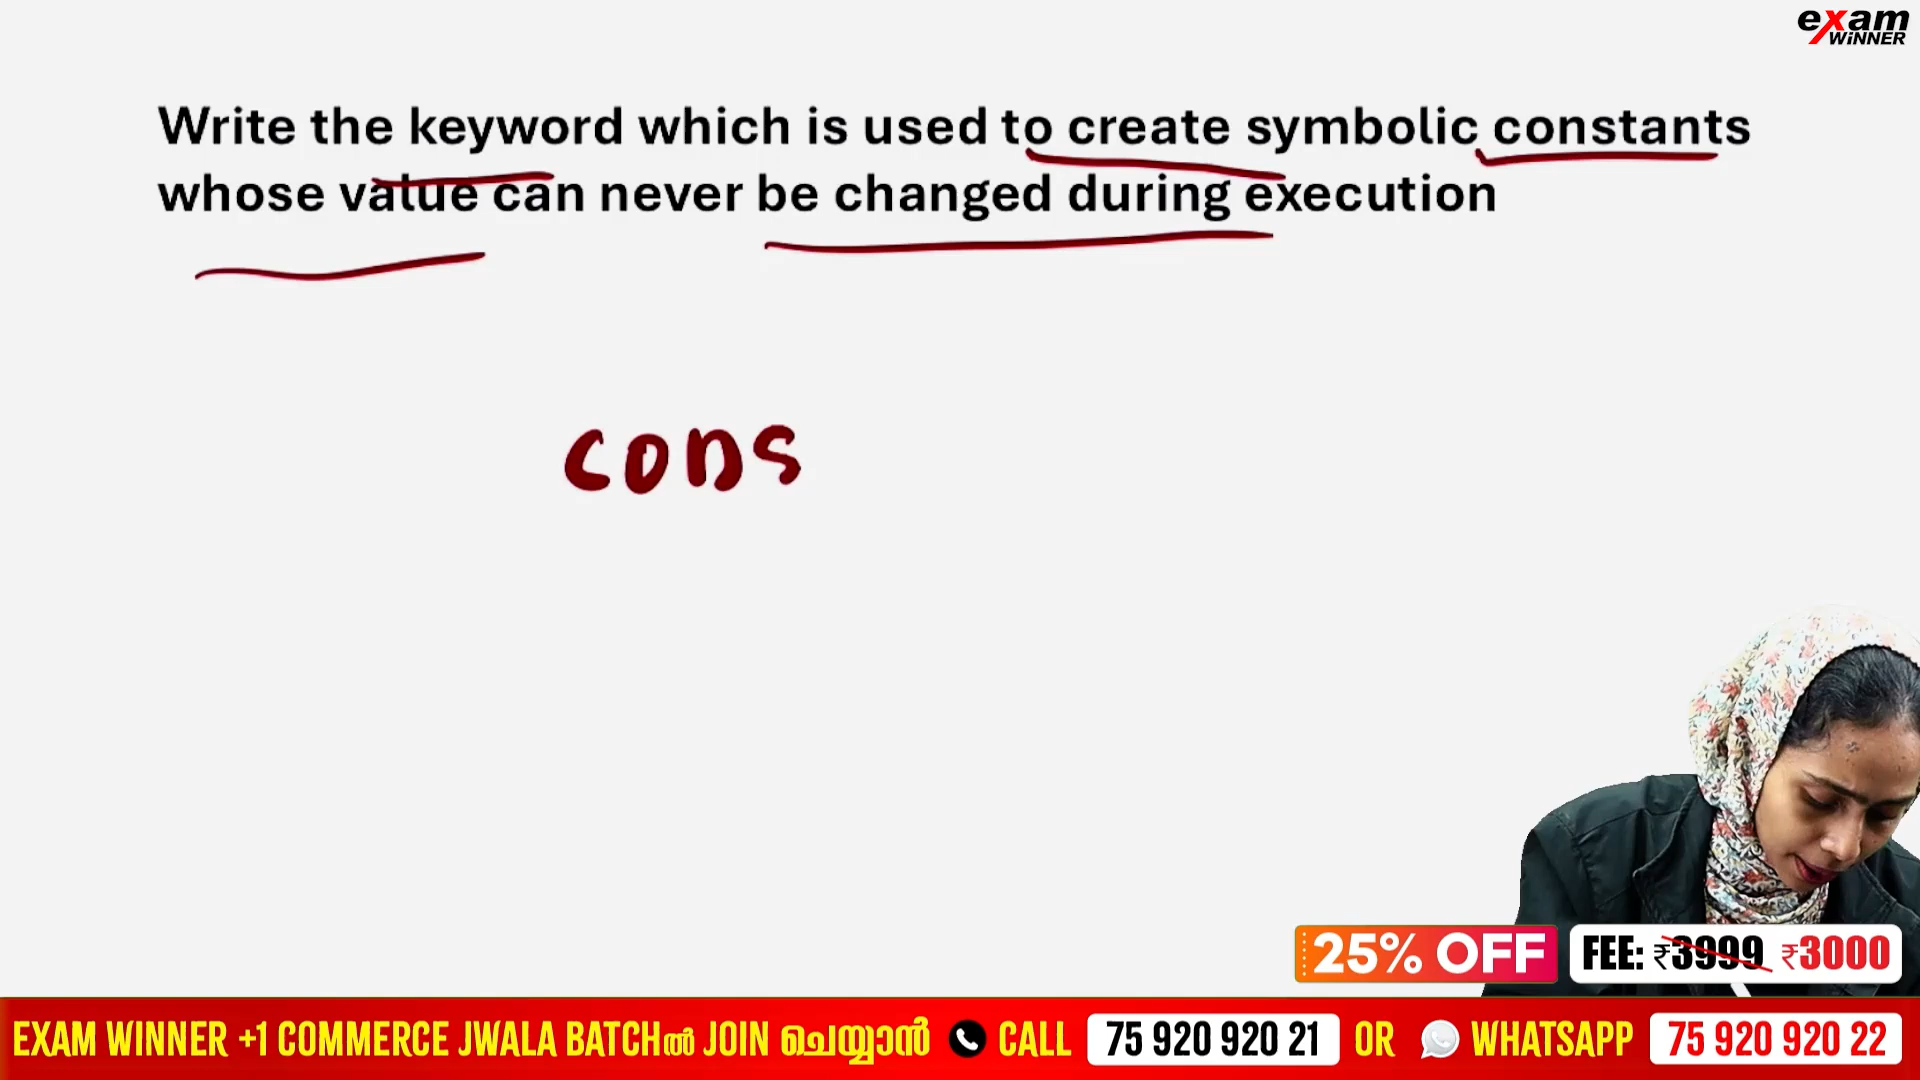 exam
WiNNER
Write the keyword which is used to create symbolic constants
whose value can never be changed during execution
cons
25% OFF FEE: ₹3999 ₹3000
EXAM WINNER +1 COMMERCE JWALA BATCHൽ JOIN ചെയ്യാൻ CALL 75 920 920 21 OR WHATSAPP 75 920 920 22